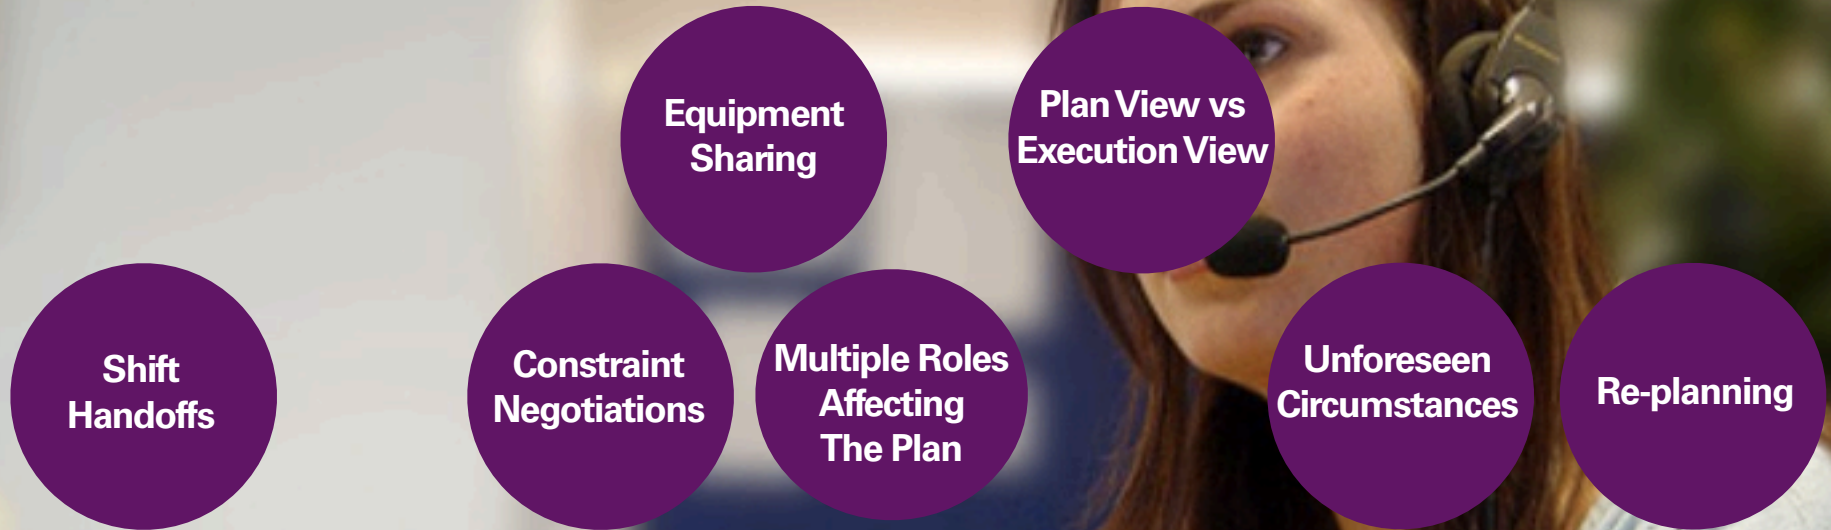 Equipment
Sharing
Plan View vs
Execution View
Shift
Handoffs
Constraint
Negotiations
Multiple Roles
Affecting
The Plan
Unforeseen
Circumstances
Re-planning